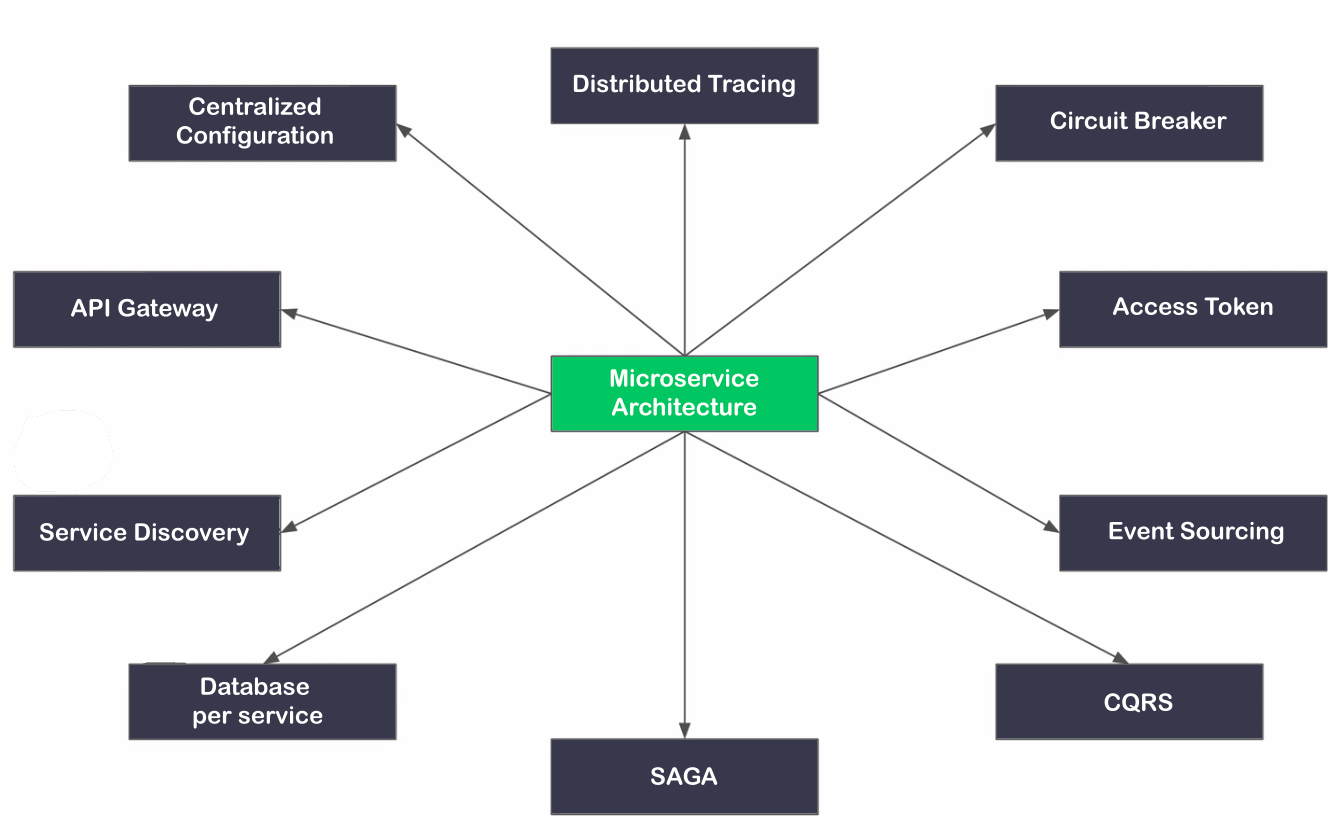 Distributed Tracing
Centralized
Configuration
Circuit Breaker
API Gateway
Access Token
Microservice
Architecture
Service Discovery
Event Sourcing
Database
per service
CQRS
SAGA